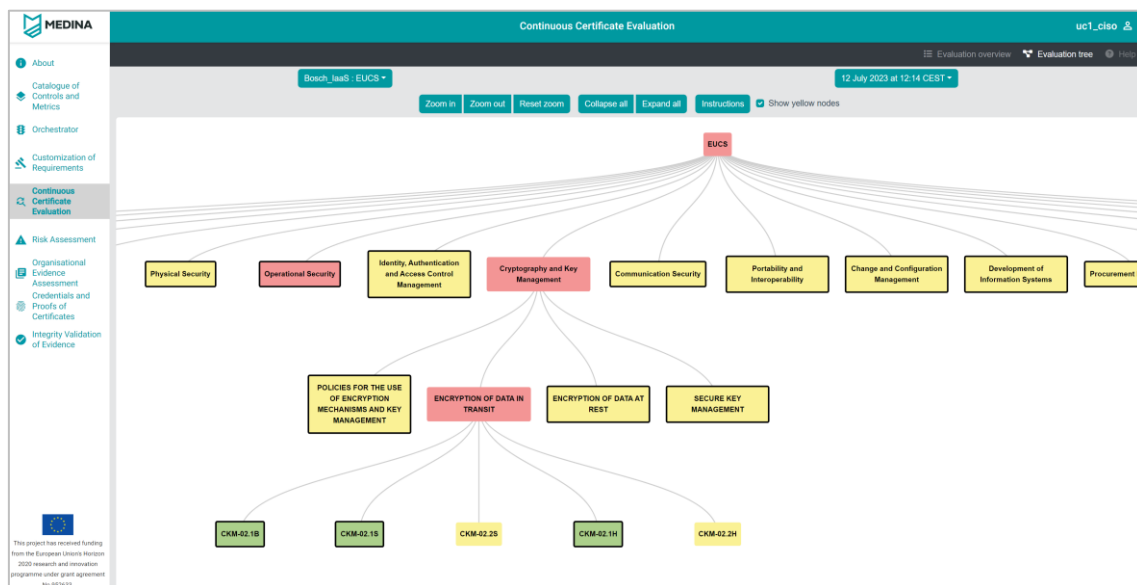 MEDINA
Continuous Certificate Evaluation
uc1_ciso
Evaluation overview
Evaluation tree
Help
About
Catalogue of
Controls and
Metrics
Orchestrator
Customization of
Requirements
Continuous
Certificate
Evaluation
Risk Assessment
Organisational
Evidence
Assessment
Credentials and
Proofs of
Certificates
Integrity Validation
of Evidence
This project has received funding
from the European Union's Horizon
2020 research and innovation
programme under grant agreement
Bosch_IaaS : EUCS
12 July 2023 at 12:14 CEST
Zoom in
Zoom out
Reset zoom
Collapse all
Expand all
Instructions
Show yellow nodes
EUCS
Physical Security
Operational Security
Identity, Authentication
and Access Control
Management
Cryptography and Key
Management
Communication Security
Portability and
Interoperability
Change and Configuration
Management
Development of
Information Systems
Procurement
POLICIES FOR THE USE
OF ENCRYPTION
MECHANISMS AND KEY
MANAGEMENT
ENCRYPTION OF DATA IN
TRANSIT
ENCRYPTION OF DATA AT
REST
SECURE KEY
MANAGEMENT
CKM-02.1B
CKM-02.1S
CKM-02.2S
CKM-02.1H
CKM-02.2H